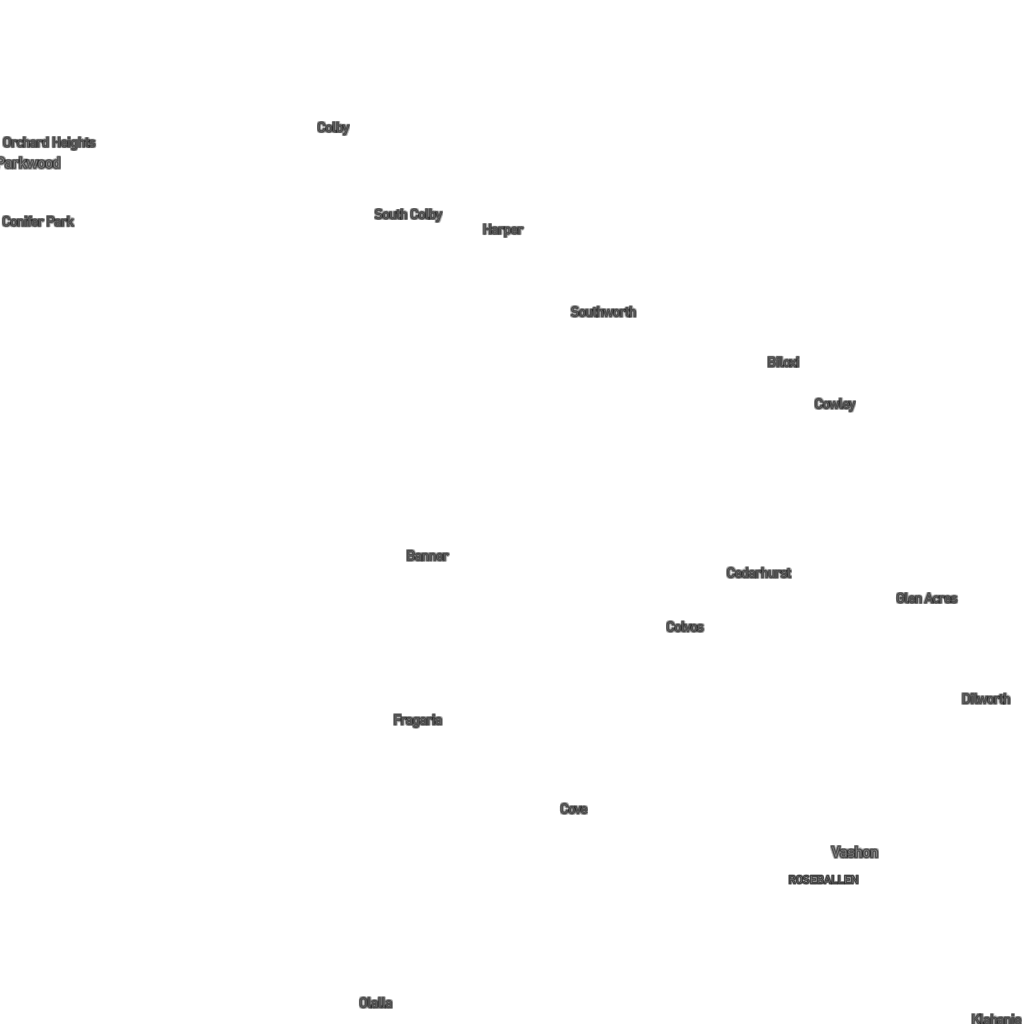 Colby
Orchard Heights
Parkwood
South Colby
Conifer Park
Harper
Southworth
Biloxi
Cowley
Banner
Cedarhurst
Glen Acres
Colvos
Dilworth
Fragaria
Cove
Vashon
ROSEBALLEN
Olalla
Klahanie